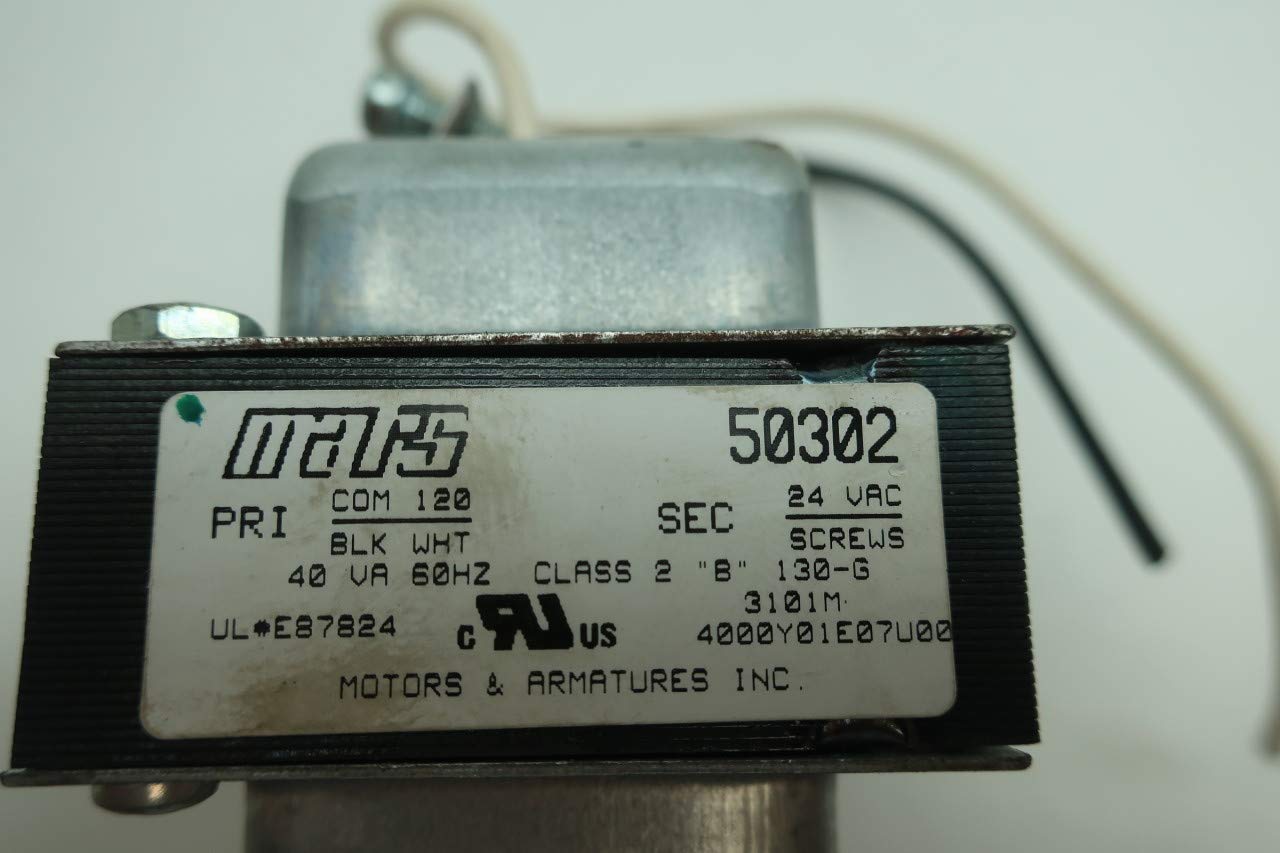 mars 50302
PRI COM 120 SEC 24 VAC
BLK WHT SCREWS
40 VA 60HZ CLASS 2 "B" 130-G
3101M
UL#E87824 c RU US 4000Y01E07U00
MOTORS & ARMATURES INC.